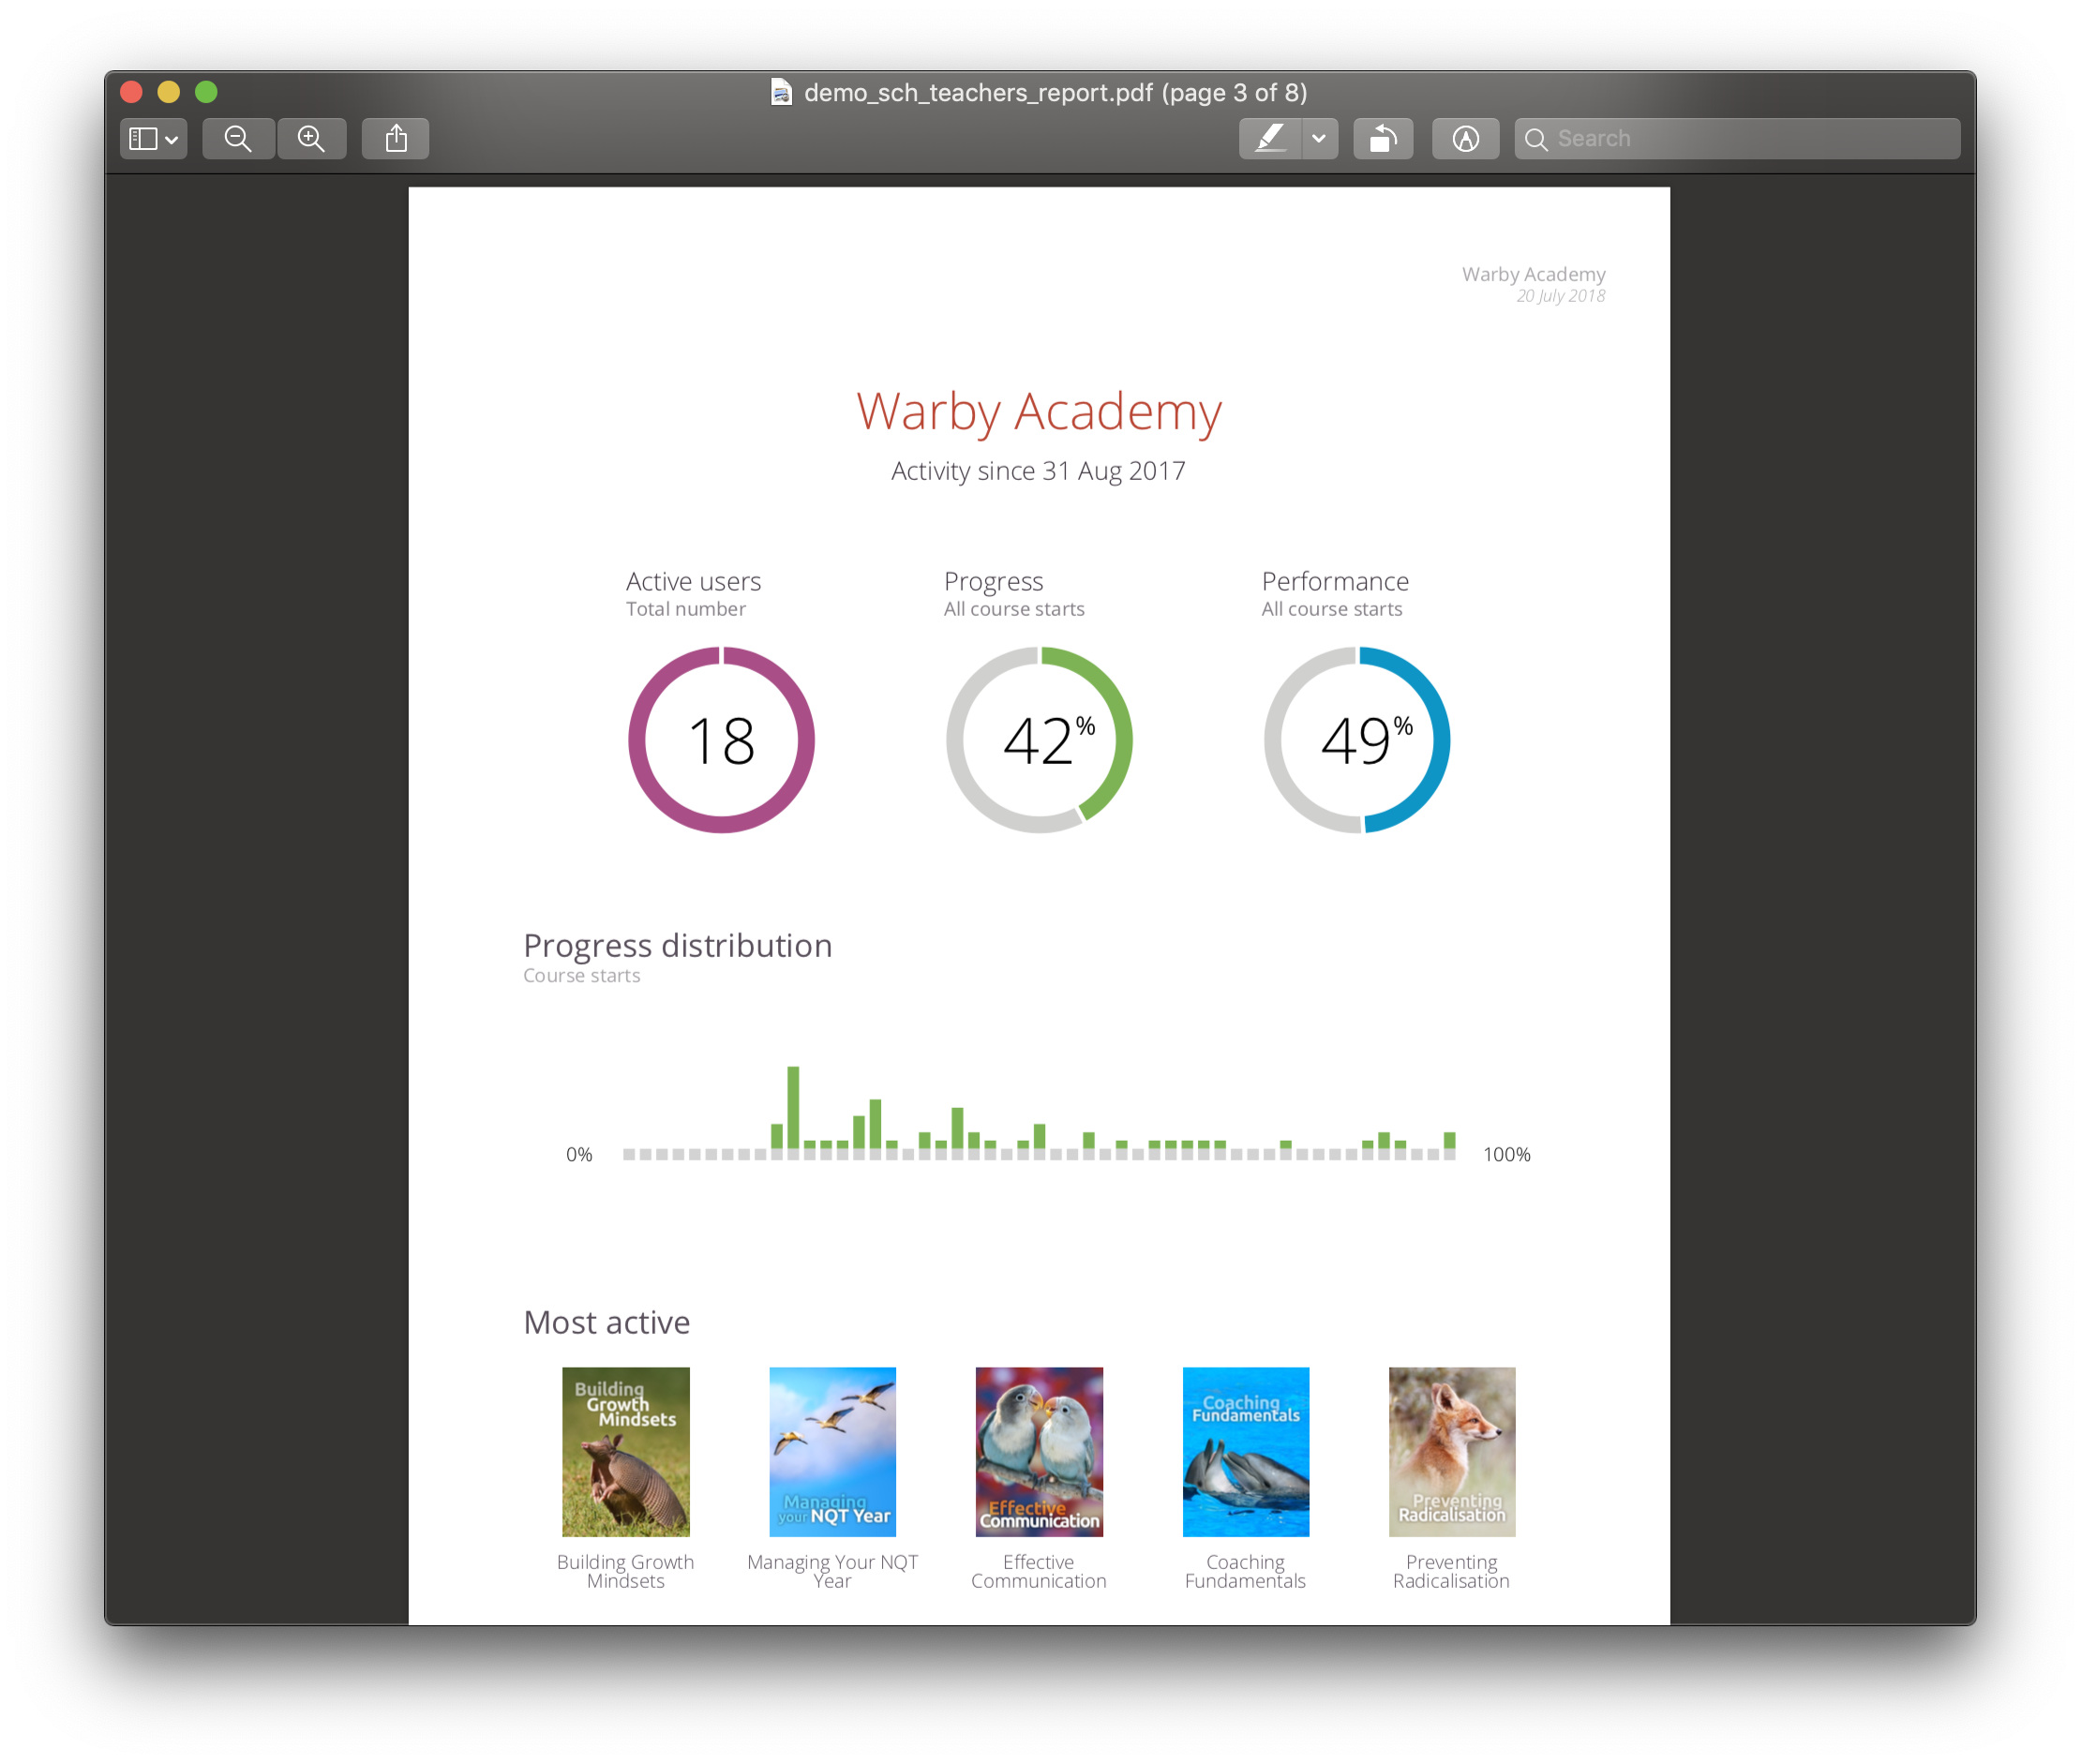 demo_sch_teachers_report.pdf (page 3 of 8)
Search
Warby Academy
20 July 2018
Warby Academy
Activity since 31 Aug 2017
Active users
Total number
18
Progress
All course starts
42%
Performance
All course starts
49%
Progress distribution
Course starts
0%
100%
Most active
Building
Growth
Mindsets
Building Growth
Mindsets
Managing
your NQT Year
Managing Your NQT
Year
Effective
Communication
Effective
Communication
Coaching
Fundamentals
Coaching
Fundamentals
Preventing
Radicalisation
Preventing
Radicalisation